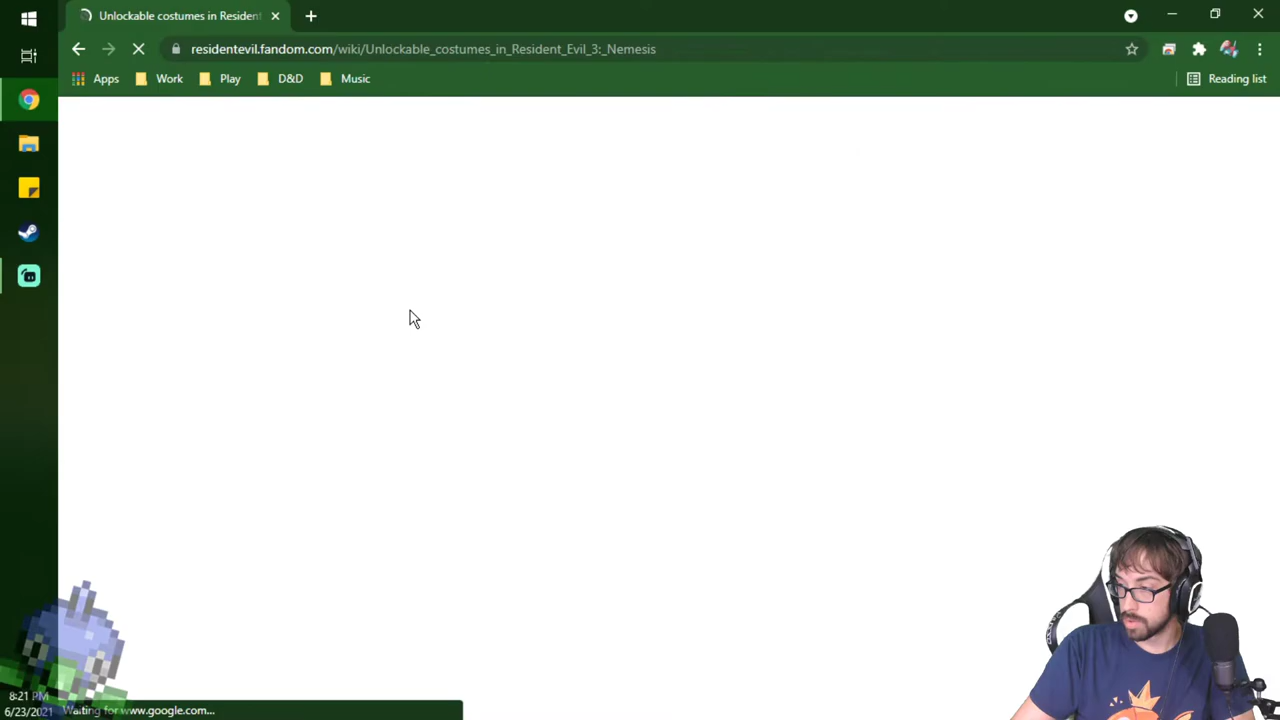 Unlockable costumes in Resident
residentevil.fandom.com/wiki/Unlockable_costumes_in_Resident_Evil_3:_Nemesis
Apps Work Play D&D Music Reading list
8:21 PM
6/23/2021
Waiting for www.google.com...